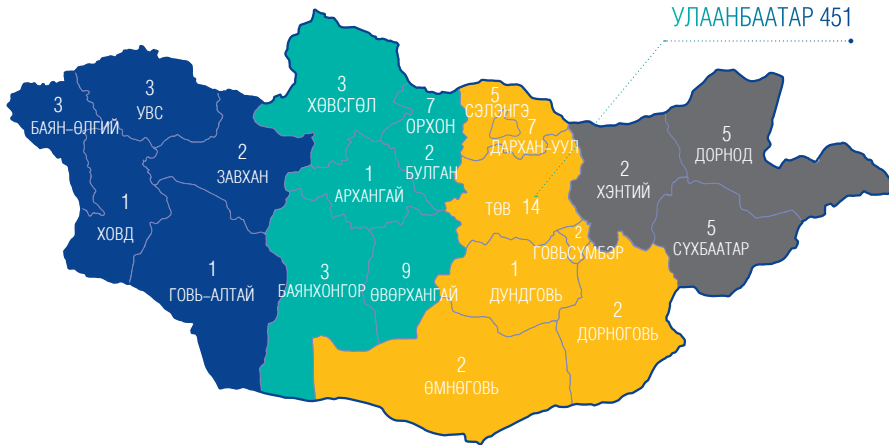 УЛААНБААТАР 451
3
БАЯН-ӨЛГИЙ
3
УВС
2
ЗАВХАН
1
ХОВД
1
ГОВЬ-АЛТАЙ
3
ХӨВСГӨЛ
7
ОРХОН
2
БУЛГАН
1
АРХАНГАЙ
3
БАЯНХОНГОР
9
ӨВӨРХАНГАЙ
5
СЭЛЭНГЭ
7
ДАРХАН-УУЛ
ТӨВ 14
2
ГОВЬСҮМБЭР
1
ДУНДГОВЬ
2
ДОРНОГОВЬ
2
ӨМНӨГОВЬ
2
ХЭНТИЙ
5
ДОРНОД
5
СҮХБААТАР